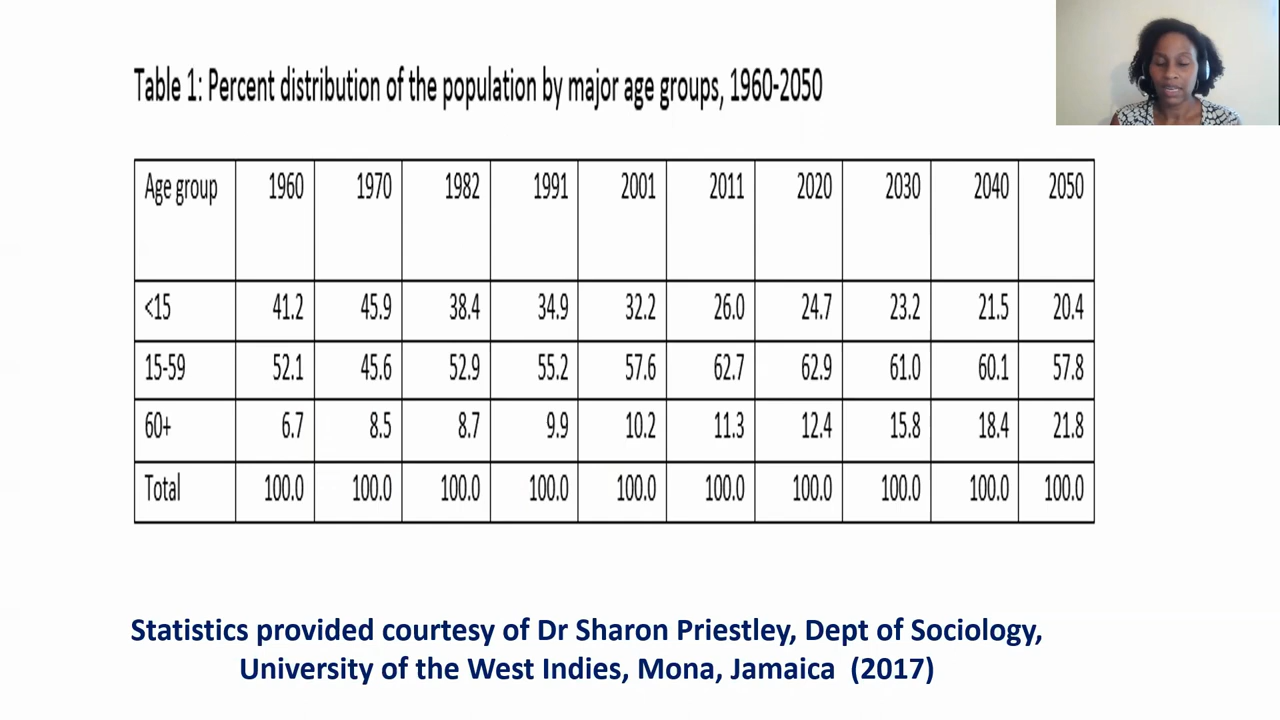 Table 1: Percent distribution of the population by major age groups, 1960-2050
Age group 1960 1970 1982 1991 2001 2011 2020 2030 2040 2050
<15 41.2 45.9 38.4 34.9 32.2 26.0 24.7 23.2 21.5 20.4
15-59 52.1 45.6 52.9 55.2 57.6 62.7 62.9 61.0 60.1 57.8
60+ 6.7 8.5 8.7 9.9 10.2 11.3 12.4 15.8 18.4 21.8
Total 100.0 100.0 100.0 100.0 100.0 100.0 100.0 100.0 100.0 100.0
Statistics provided courtesy of Dr Sharon Priestley, Dept of Sociology,
University of the West Indies, Mona, Jamaica (2017)